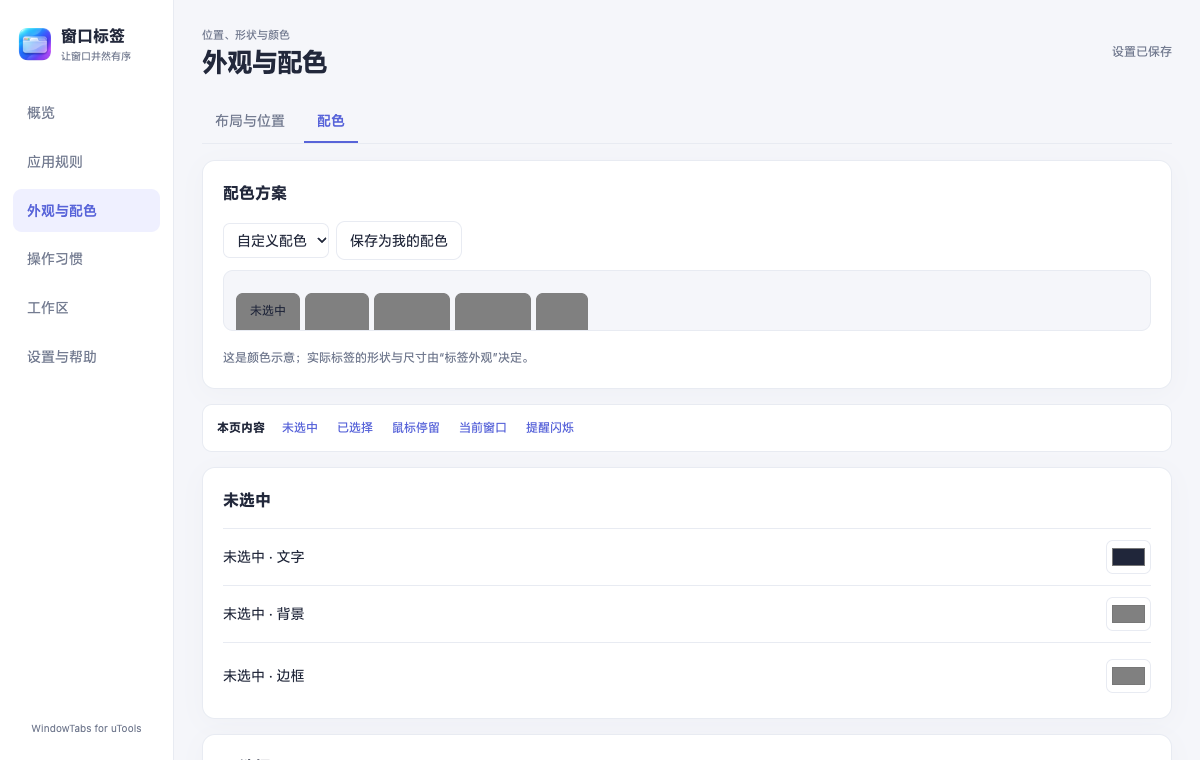 窗口标签
让窗口井然有序
概览
应用规则
外观与配色
操作习惯
工作区
设置与帮助
WindowTabs for uTools
位置、形状与颜色
外观与配色
设置已保存
布局与位置 配色
配色方案
自定义配色 保存为我的配色
未选中
这是颜色示意；实际标签的形状与尺寸由“标签外观”决定。
本页内容 未选中 已选择 鼠标停留 当前窗口 提醒闪烁
未选中
未选中 · 文字
未选中 · 背景
未选中 · 边框